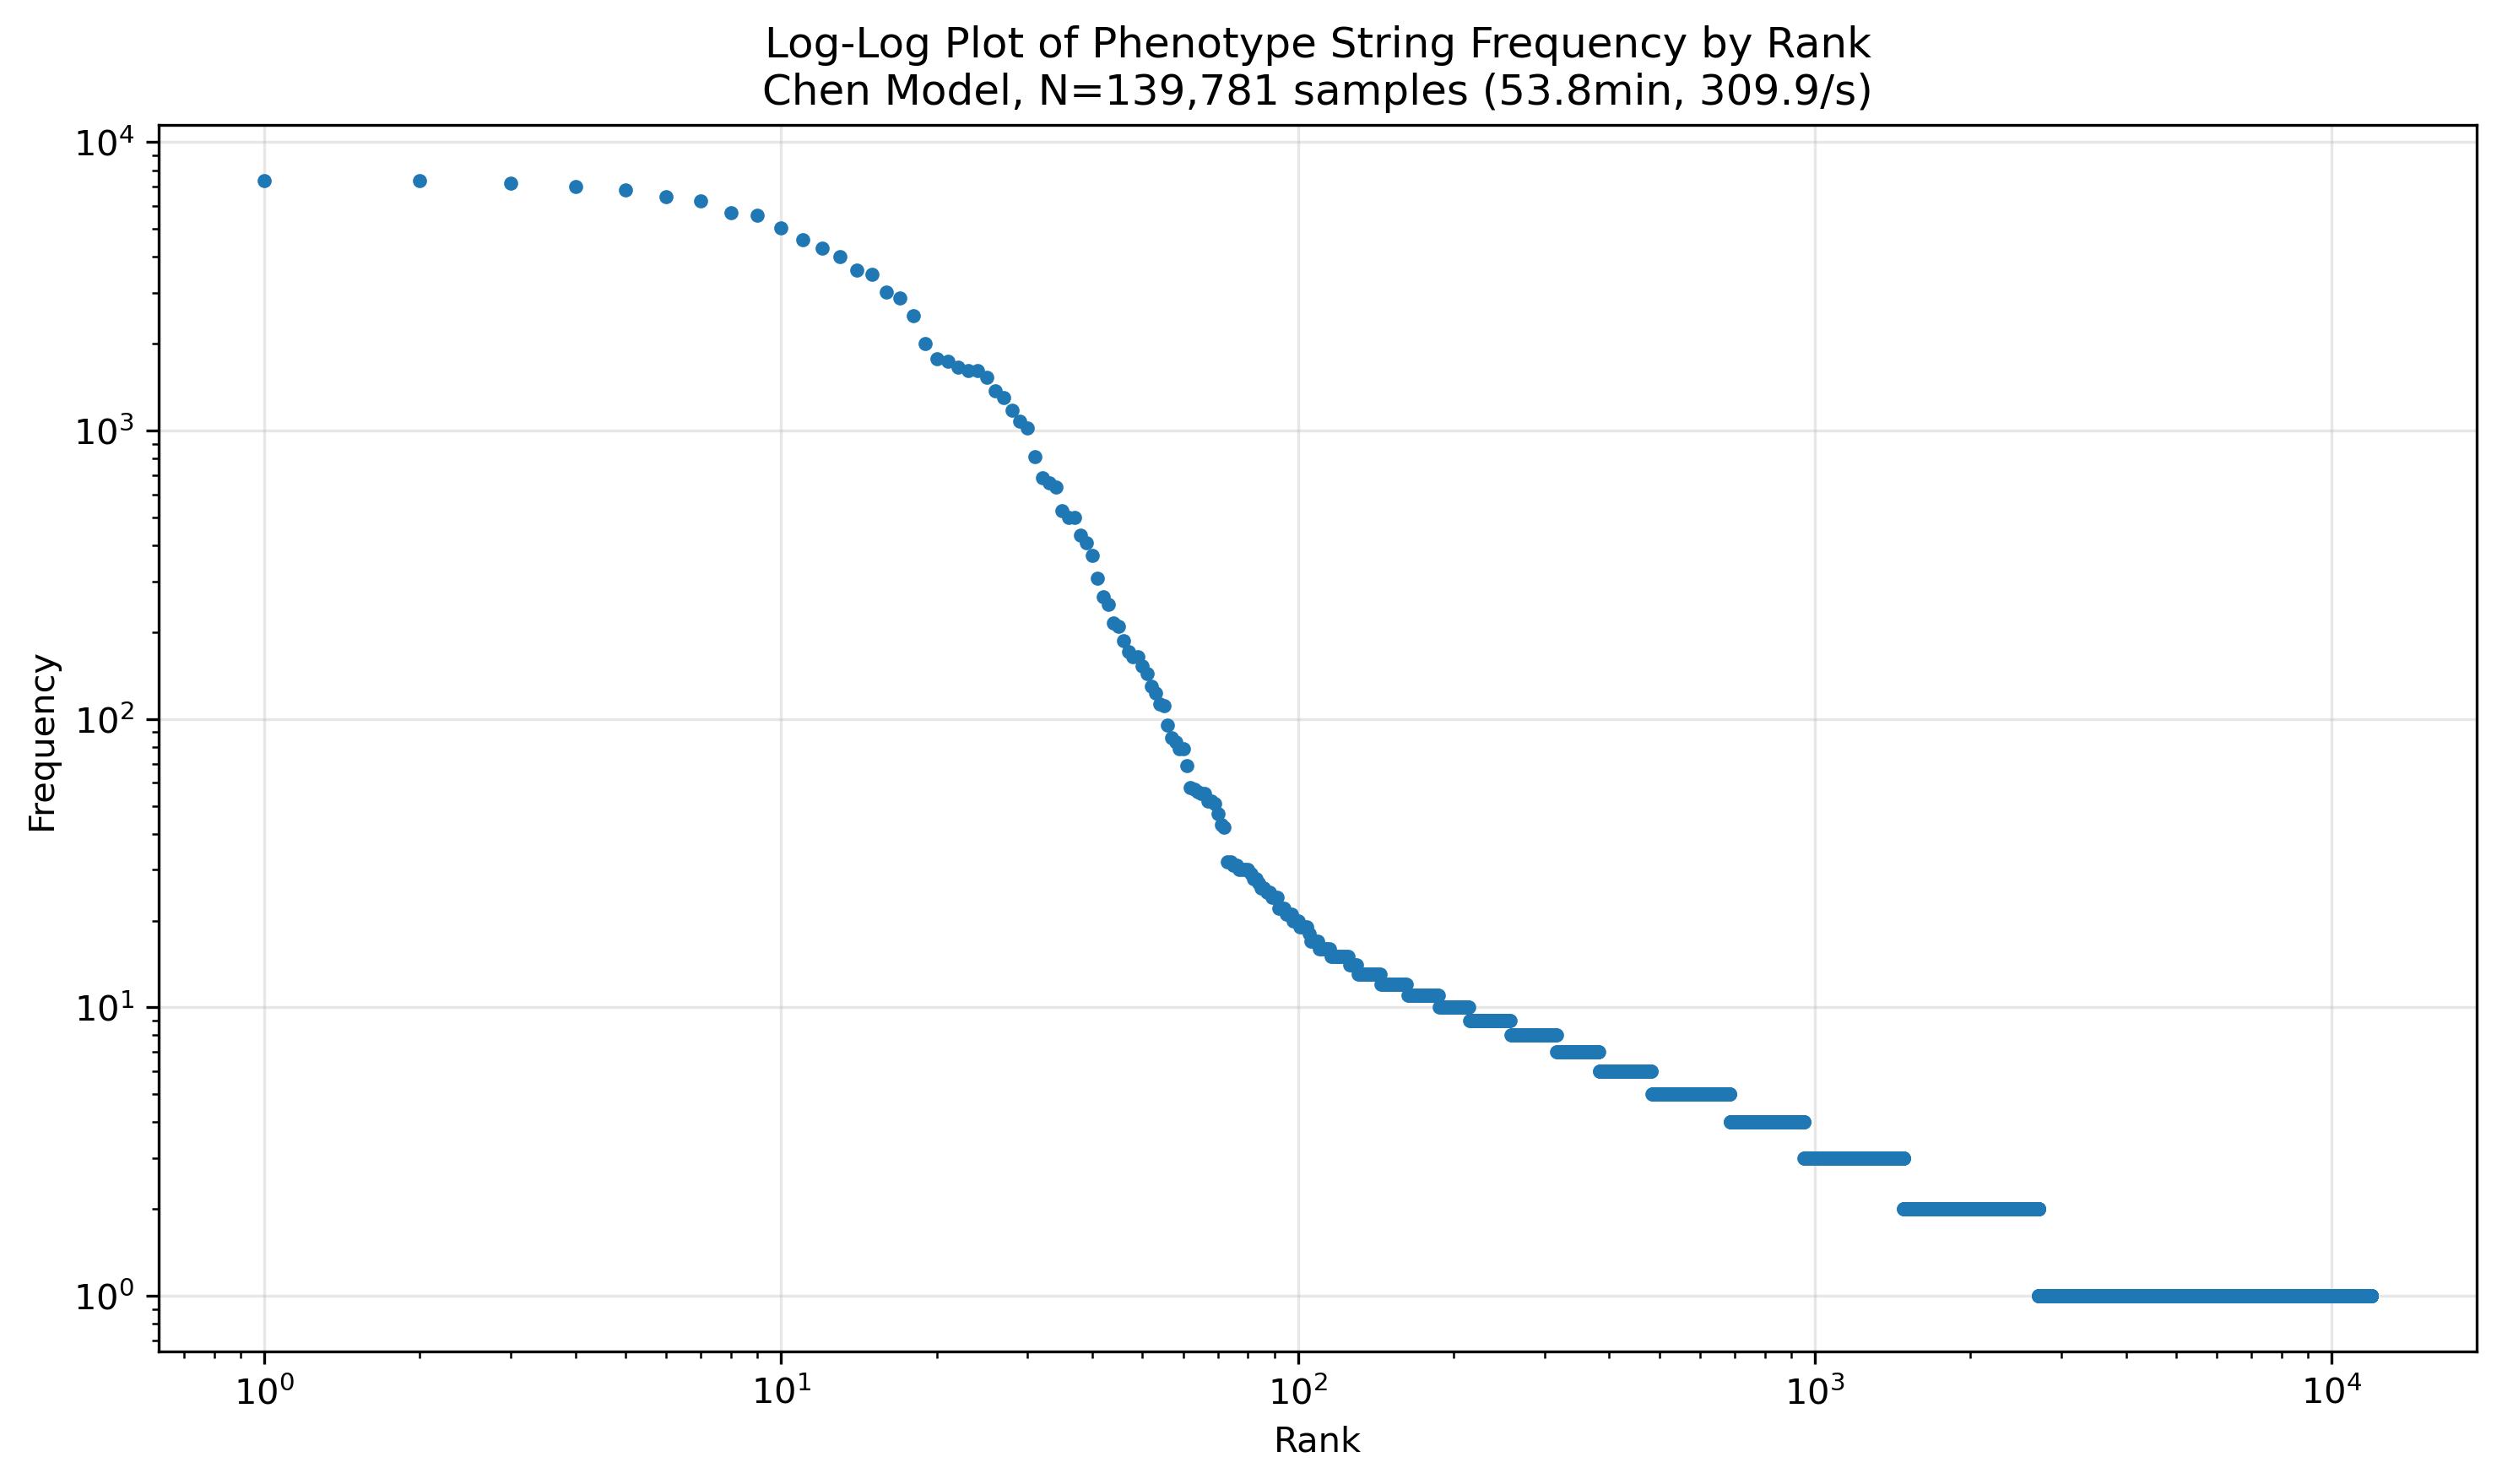 Log-Log Plot of Phenotype String Frequency by Rank
Chen Model, N=139,781 samples (53.8min, 309.9/s)
Frequency
10⁴
10³
10²
10¹
10⁰
10⁰ 10¹ 10² 10³ 10⁴
Rank